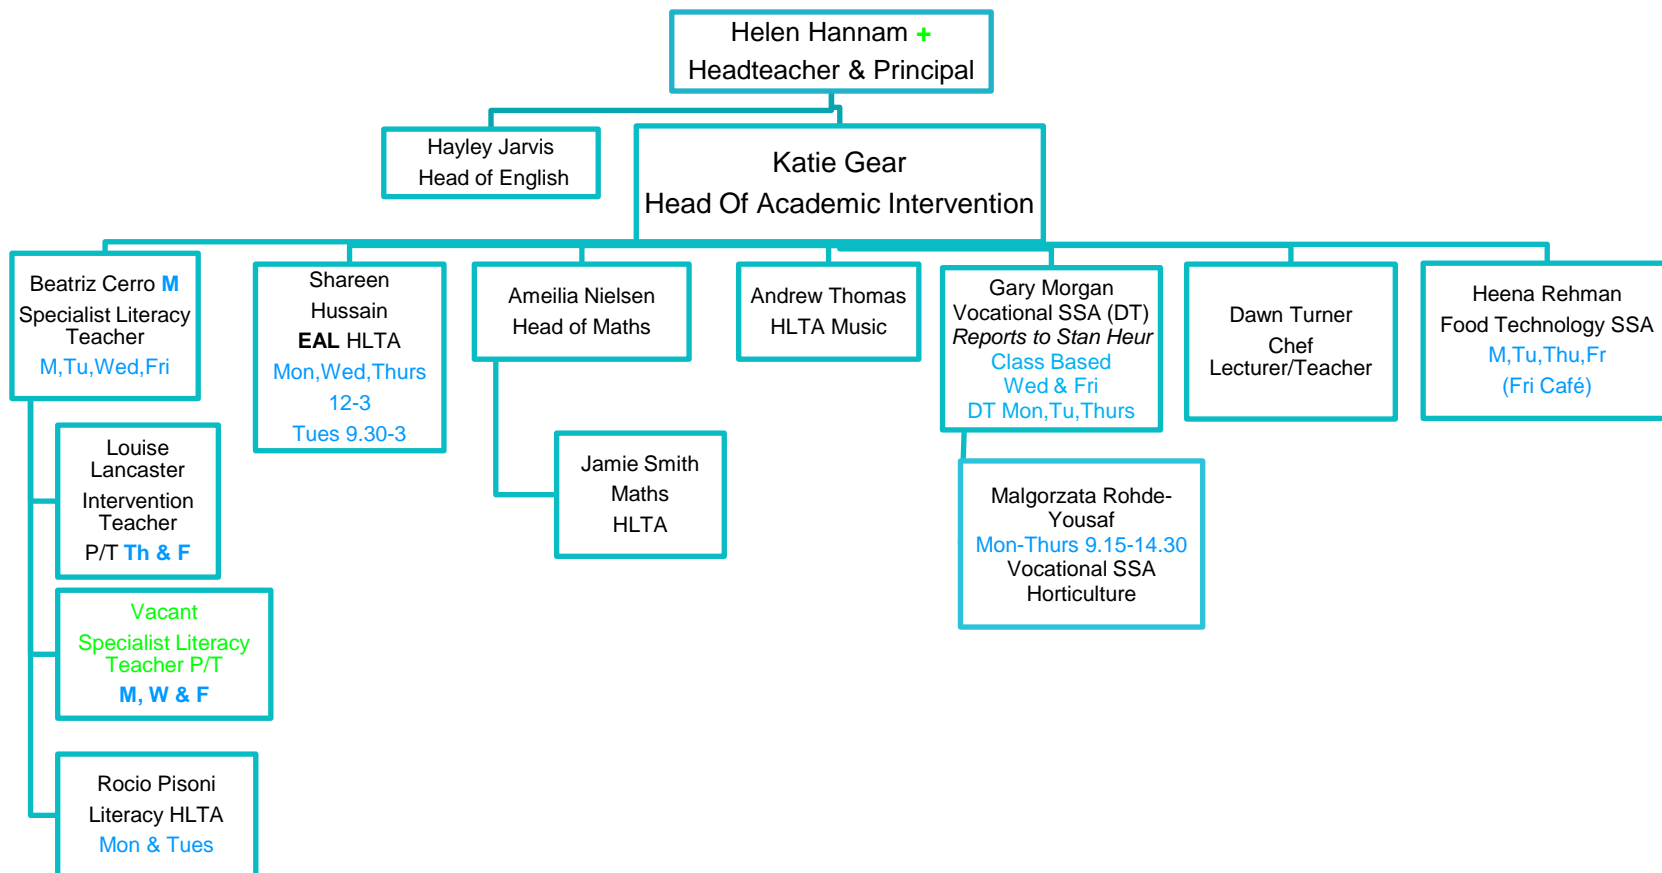 Helen Hannam +
Headteacher & Principal
Hayley Jarvis
Head of English
Katie Gear
Head Of Academic Intervention
Beatriz Cerro M
Specialist Literacy
Teacher
M,Tu,Wed,Fri
Shareen
Hussain
EAL HLTA
Mon,Wed,Thurs
12-3
Tues 9.30-3
Ameilia Nielsen
Head of Maths
Andrew Thomas
HLTA Music
Gary Morgan
Vocational SSA (DT)
Reports to Stan Heur
Class Based
Wed & Fri
DT Mon,Tu,Thurs
Dawn Turner
Chef
Lecturer/Teacher
Heena Rehman
Food Technology SSA
M,Tu,Thu,Fr
(Fri Café)
Louise
Lancaster
Intervention
Teacher
P/T Th & F
Jamie Smith
Maths
HLTA
Malgorzata Rohde-
Yousaf
Mon-Thurs 9.15-14.30
Vocational SSA
Horticulture
Vacant
Specialist Literacy
Teacher P/T
M, W & F
Rocio Pisoni
Literacy HLTA
Mon & Tues